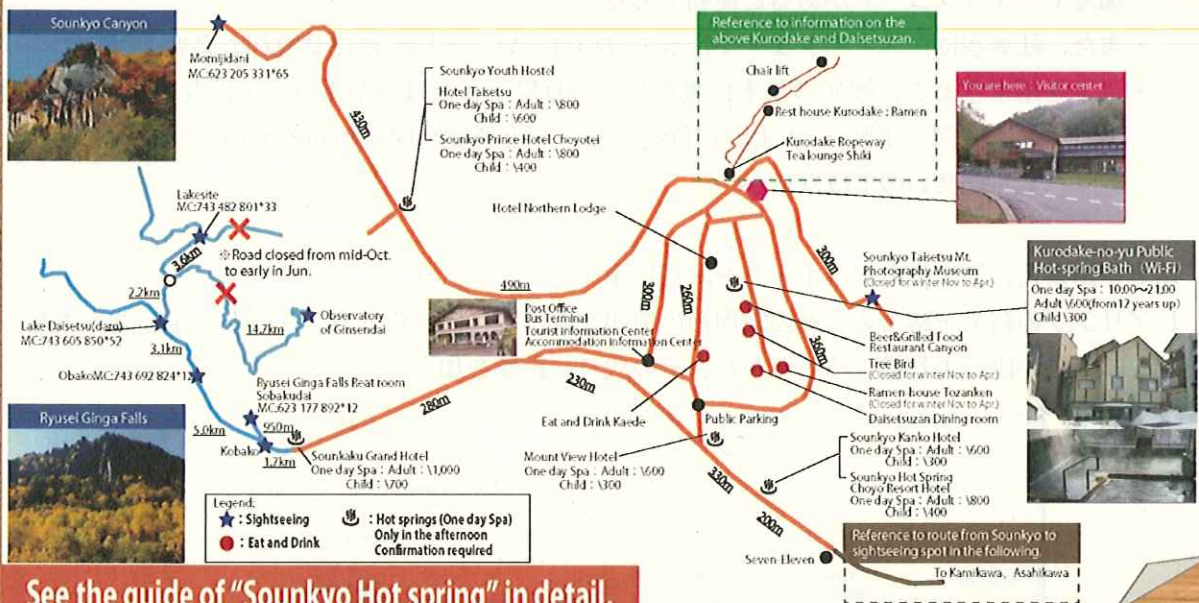 Sounkyo Canyon
Momijidani
MC:623 205 331*65
430m
Sounkyo Youth Hostel
Hotel Taisetsu
One day Spa : Adult : \800
Child : \600
Sounkyo Prince Hotel Choyotei
One day Spa : Adult : \800
Child : \400
Reference to information on the
above Kurodake and Daisetsuzan.
Chair lift
Rest house Kurodake : Ramen
Kurodake Ropeway
Tea lounge Shiki
You are here : Visitor center
Lakesite
MC:743 482 801*33
3.6km
※Road closed from mid-Oct.
to early in Jun.
2.2km
14.7km
Observatory
of Ginsendai
Lake Daisetsu(daru)
MC:743 605 850*52
3.1km
ObakoMC:743 692 824*12
Ryusei Ginga Falls Reat room
Sobakudai
MC:623 177 892*12
950m
5.0km
Kobako
1.7km
Ryusei Ginga Falls
Hotel Northern Lodge
490m
300m
260m
360m
300m
Sounkyo Taisetsu Mt.
Photography Museum
(Closed for winter Nov to Apr.)
Kurodake-no-yu Public
Hot-spring Bath (Wi-Fi)
One day Spa : 10:00〜21:00
Adult \600(from 12 years up)
Child \300
Post Office
Bus Terminal
Tourist Information Center
Accommodation Information Center
280m
230m
Beer&Grilled Food
Restaurant Canyon
Tree Bird
(Closed for winter Nov to Apr.)
Ramen-house Tozanken
(Closed for winter Nov to Apr.)
Daisetsuzan Dining room
Eat and Drink Kaede
Public Parking
Sounkaku Grand Hotel
One day Spa : Adult : \1,000
Child : \700
Mount View Hotel
One day Spa : Adult : \600
Child : \300
330m
Sounkyo Kanko Hotel
One day Spa : Adult : \600
Child : \300
Sounkyo Hot Spring
Choyo Resort Hotel
One day Spa : Adult : \800
Child : \400
200m
Legend:
: Sightseeing
: Eat and Drink
: Hot springs (One day Spa)
Only in the afternoon
Confirmation required
Seven-Eleven
Reference to route from Sounkyo to
sightseeing spot in the following.
To Kamikawa, Asahikawa
See the guide of "Sounkyo Hot spring" in detail.